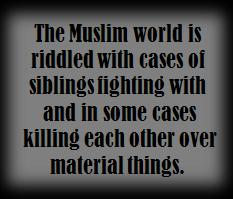 The Muslim world is
riddled with cases of
siblings fighting with
and in some cases
killing each other over
material things.